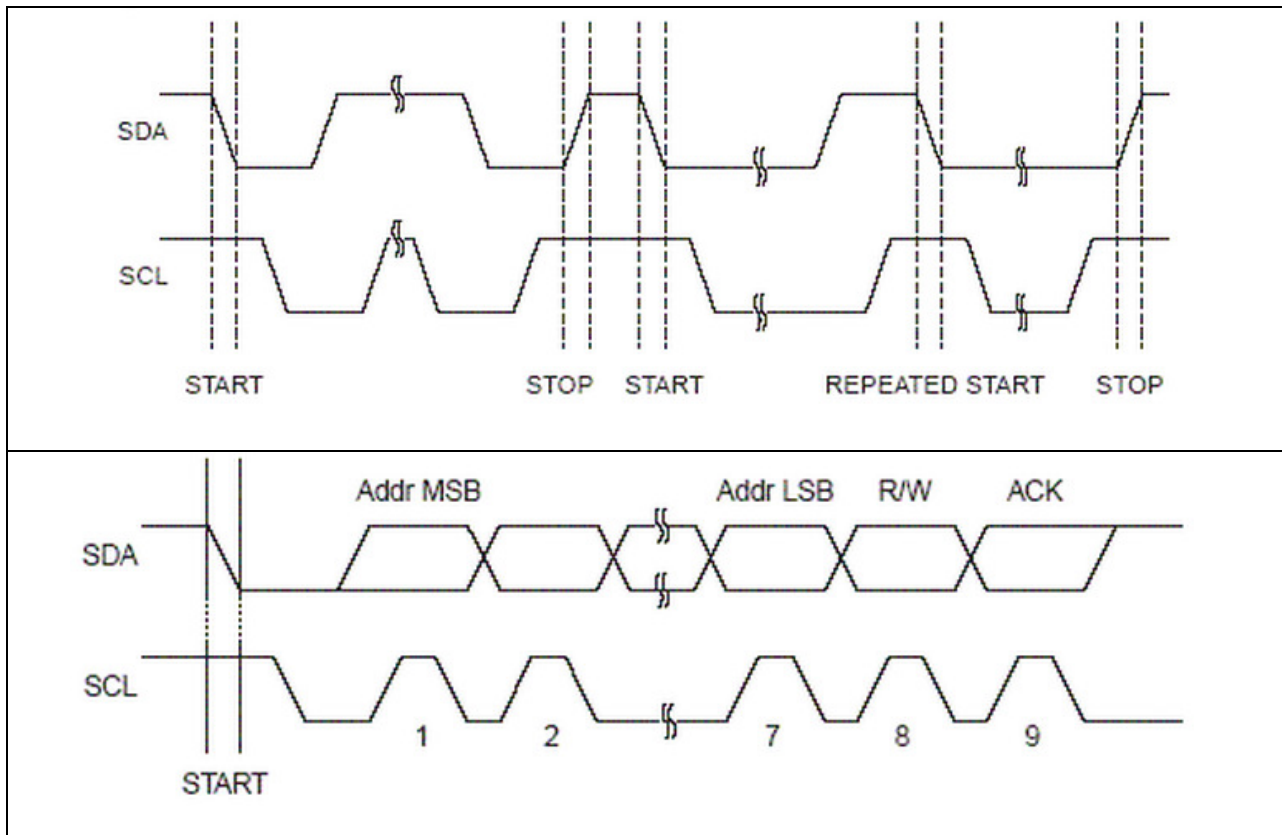 SDA
SCL
START STOP START REPEATED START STOP
Addr MSB Addr LSB R/W ACK
SDA
SCL
1 2 7 8 9
START